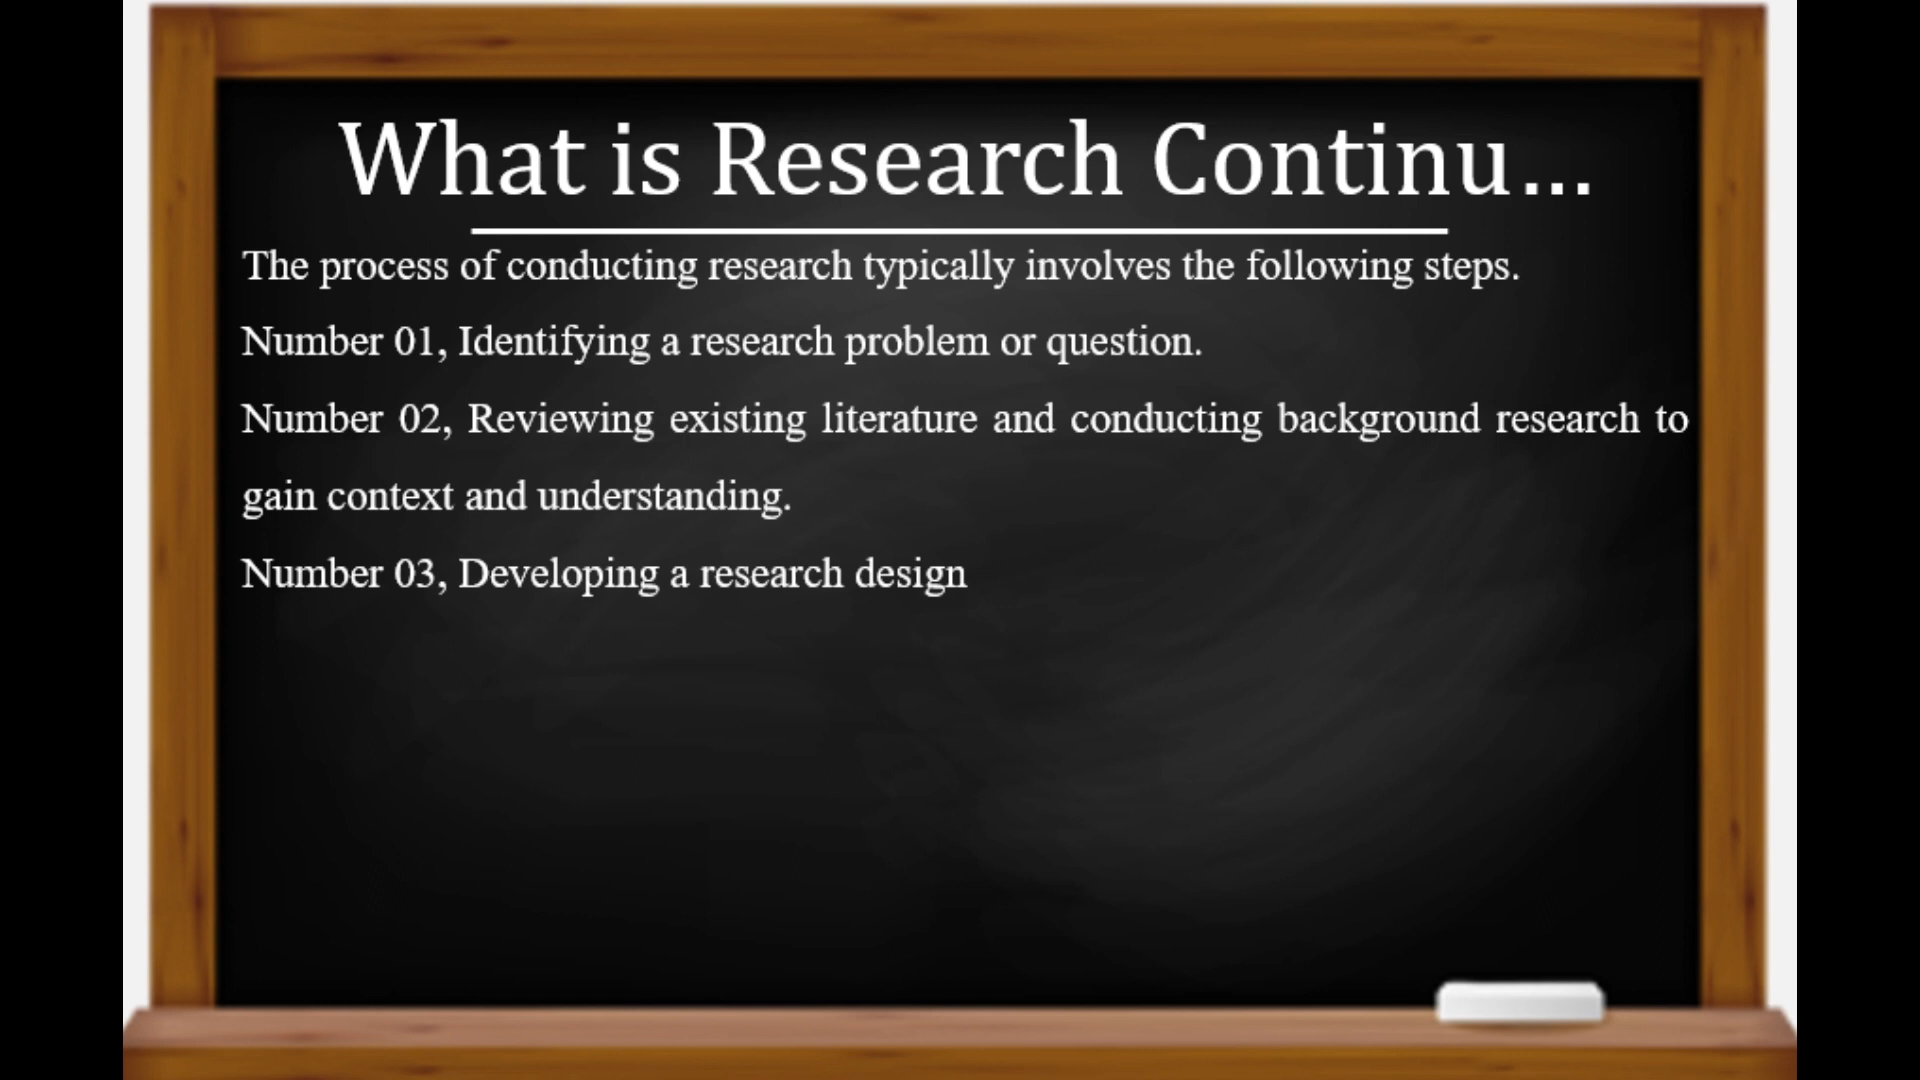 What is Research Continu…
The process of conducting research typically involves the following steps.
Number 01, Identifying a research problem or question.
Number 02, Reviewing existing literature and conducting background research to
gain context and understanding.
Number 03, Developing a research design